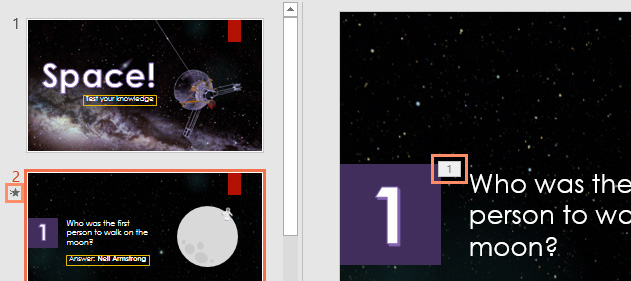 1
Space!
Test your knowledge
2
1
Who was the first
person to walk on the
moon?
Answer: Neil Armstrong
1
1
Who was the
person to wa
moon?